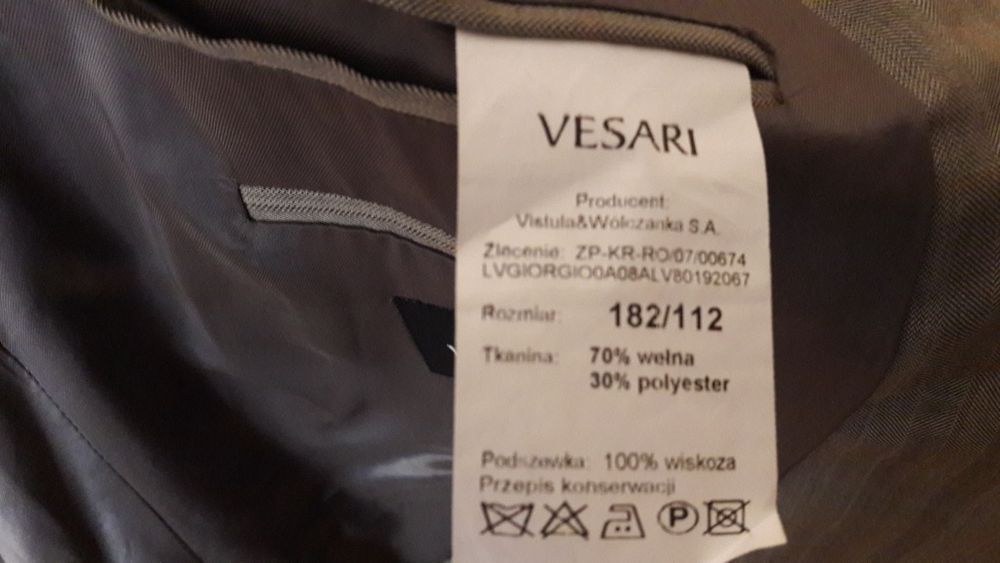 VESARI
Producent:
Vistula&Wólczanka S.A.
Zlecenie: ZP-KR-RO/07/00674
LVGIORGIO0A08ALV80192067
Rozmiar: 182/112
Tkanina: 70% wełna
30% polyester
Podszewka: 100% wiskoza
Przepis konserwacji
P